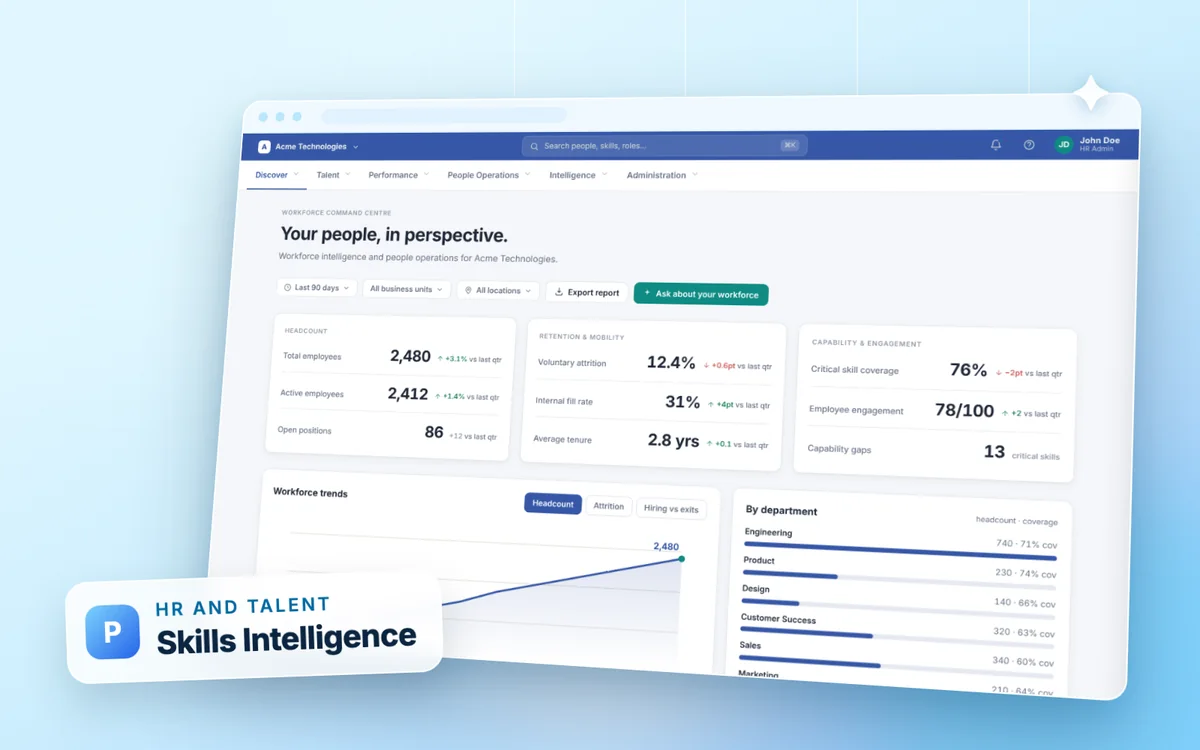 A Acme Technologies
Search people, skills, roles...
⌘K
JD
John Doe
HR Admin
Discover
Talent
Performance
People Operations
Intelligence
Administration
WORKFORCE COMMAND CENTRE
Your people, in perspective.
Workforce intelligence and people operations for Acme Technologies.
Last 90 days
All business units
All locations
Export report
Ask about your workforce
HEADCOUNT
Total employees 2,480 ↑ +3.1% vs last qtr
Active employees 2,412 ↑ +1.4% vs last qtr
Open positions 86 +12 vs last qtr
RETENTION & MOBILITY
Voluntary attrition 12.4% ↓ +0.6pt vs last qtr
Internal fill rate 31% ↑ +4pt vs last qtr
Average tenure 2.8 yrs ↑ +0.1 vs last qtr
CAPABILITY & ENGAGEMENT
Critical skill coverage 76% ↓ −2pt vs last qtr
Employee engagement 78/100 ↑ +2 vs last qtr
Capability gaps 13 critical skills
Workforce trends
Headcount
Attrition
Hiring vs exits
2,480
By department
headcount · coverage
Engineering 740 · 71% cov
Product 230 · 74% cov
Design 140 · 66% cov
Customer Success 320 · 63% cov
Sales 340 · 60% cov
Marketing 210 · 64% cov
P
HR AND TALENT
Skills Intelligence